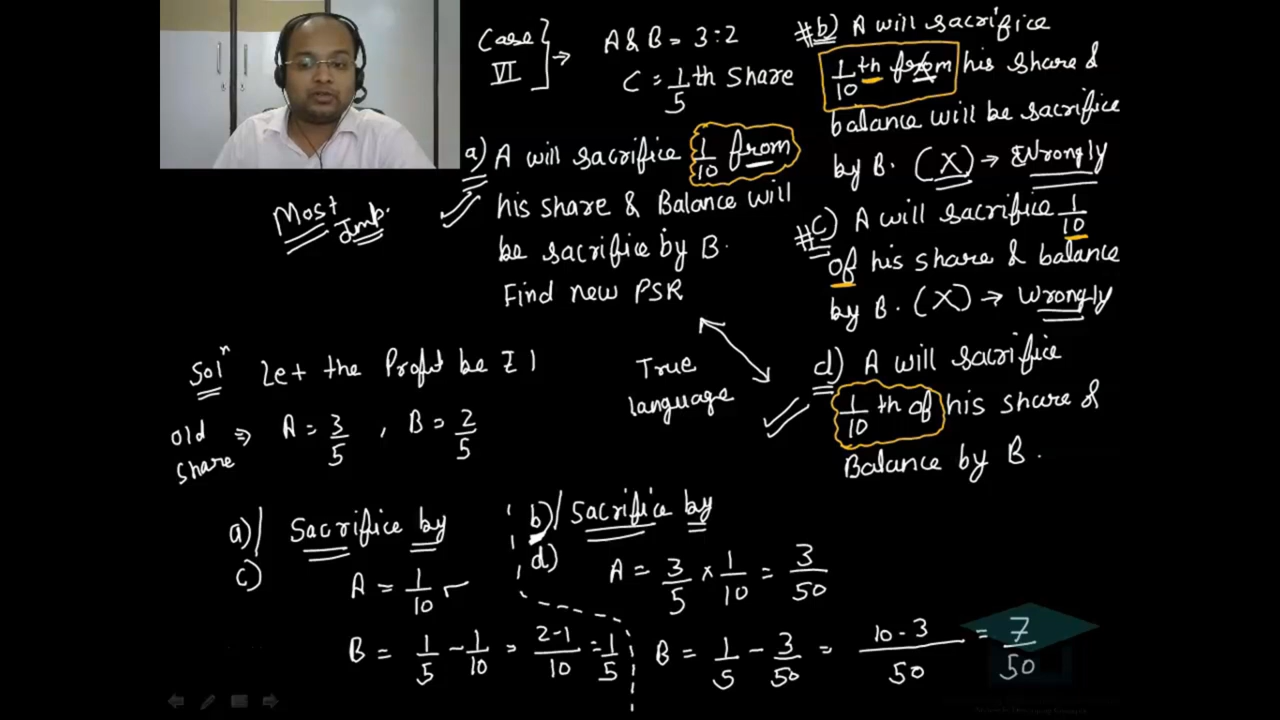 Case
VI
A & B = 3:2
C = 1/5 th Share
a) A will sacrifice 1/10 from
his share & Balance will
be sacrifice by B.
Find new PSR
Most
Imp.
#b) A will sacrifice
1/10 th from his share &
balance will be sacrifice
by B. (X) → Wrongly
#c) A will sacrifice 1/10
of his share & balance
by B. (X) → Wrongly
True
language
d) A will sacrifice
1/10 th of his share &
Balance by B.
Solⁿ Let the Profit be ₹ 1
old
share ⇒ A = 3/5 , B = 2/5
a)/ Sacrifice by
c)
A = 1/10
B = 1/5 - 1/10 = 2-1/10 = 1/5
b)/ Sacrifice by
d)
A = 3/5 × 1/10 = 3/50
B = 1/5 - 3/50 = 10-3/50 = 7/50